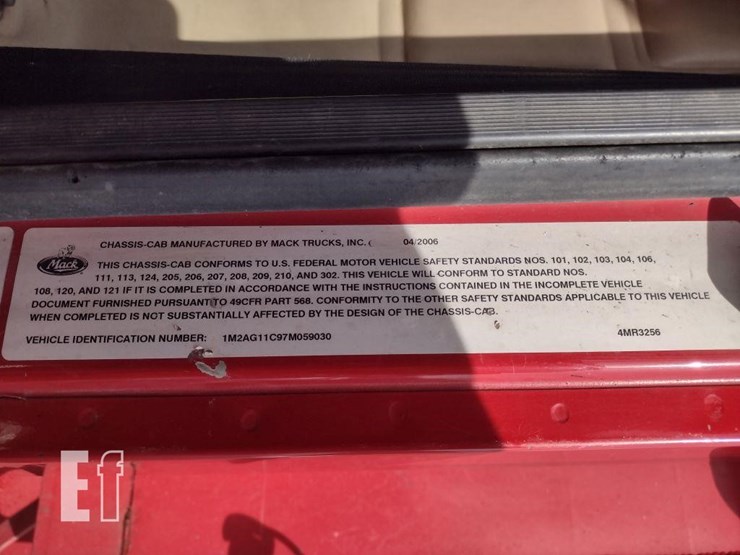 CHASSIS-CAB MANUFACTURED BY MACK TRUCKS, INC. 04/2006
Mack
THIS CHASSIS-CAB CONFORMS TO U.S. FEDERAL MOTOR VEHICLE SAFETY STANDARDS NOS. 101, 102, 103, 104, 106,
111, 113, 124, 205, 206, 207, 208, 209, 210, AND 302. THIS VEHICLE WILL CONFORM TO STANDARD NOS.
108, 120, AND 121 IF IT IS COMPLETED IN ACCORDANCE WITH THE INSTRUCTIONS CONTAINED IN THE INCOMPLETE VEHICLE
DOCUMENT FURNISHED PURSUANT TO 49CFR PART 568. CONFORMITY TO THE OTHER SAFETY STANDARDS APPLICABLE TO THIS VEHICLE
WHEN COMPLETED IS NOT SUBSTANTIALLY AFFECTED BY THE DESIGN OF THE CHASSIS-CAB.
VEHICLE IDENTIFICATION NUMBER: 1M2AG11C97M059030 4MR3256
Ef